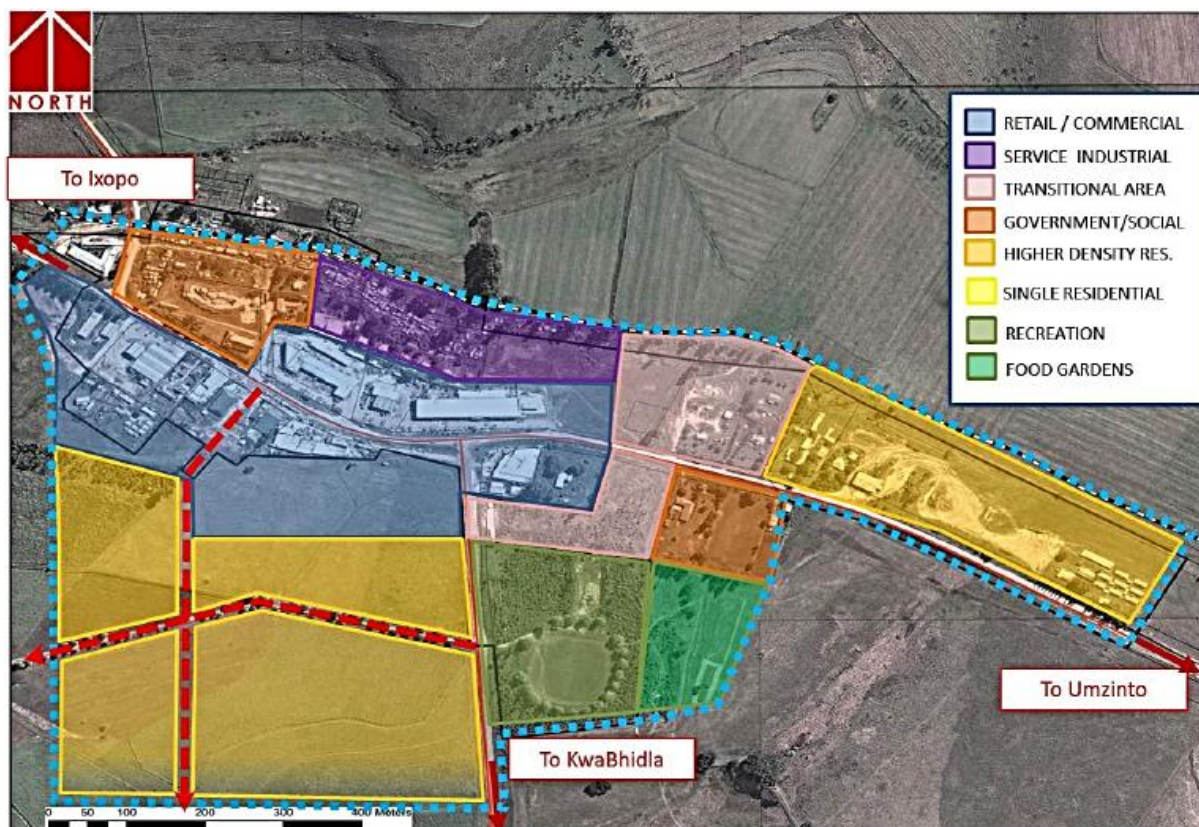 NORTH
To Ixopo
RETAIL / COMMERCIAL
SERVICE INDUSTRIAL
TRANSITIONAL AREA
GOVERNMENT/SOCIAL
HIGHER DENSITY RES.
SINGLE RESIDENTIAL
RECREATION
FOOD GARDENS
To Umzinto
To KwaBhidla
0 50 100 200 300 400 Meters